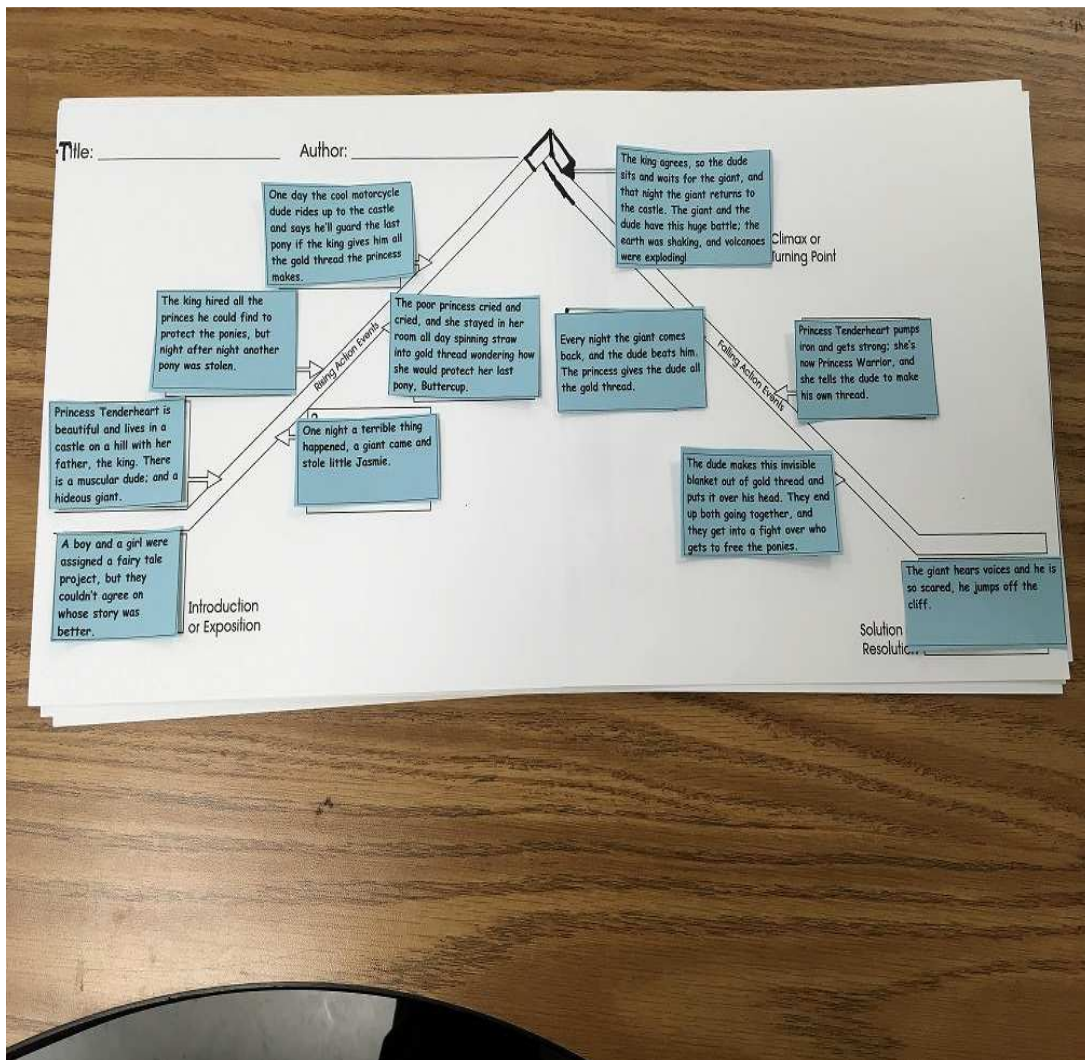 Title:
Author:
One day the cool motorcycle
dude rides up to the castle
and says he'll guard the last
pony if the king gives him all
the gold thread the princess
makes.
The king agrees, so the dude
sits and waits for the giant, and
that night the giant returns to
the castle. The giant and the
dude have this huge battle; the
earth was shaking, and volcanoes
were exploding!
Climax or
Turning Point
The king hired all the
princes he could find to
protect the ponies, but
night after night another
pony was stolen.
Rising Action Events
The poor princess cried and
cried, and she stayed in her
room all day spinning straw
into gold thread wondering how
she would protect her last
pony, Buttercup.
Every night the giant comes
back, and the dude beats him.
The princess gives the dude all
the gold thread.
Falling Action Events
Princess Tenderheart pumps
iron and gets strong; she's
now Princess Warrior, and
she tells the dude to make
his own thread.
Princess Tenderheart is
beautiful and lives in a
castle on a hill with her
father, the king. There
is a muscular dude; and a
hideous giant.
One night a terrible thing
happened, a giant came and
stole little Jasmie.
The dude makes this invisible
blanket out of gold thread and
puts it over his head. They end
up both going together, and
they get into a fight over who
gets to free the ponies.
A boy and a girl were
assigned a fairy tale
project, but they
couldn't agree on
whose story was
better.
Introduction
or Exposition
The giant hears voices and he is
so scared, he jumps off the
cliff.
Solution